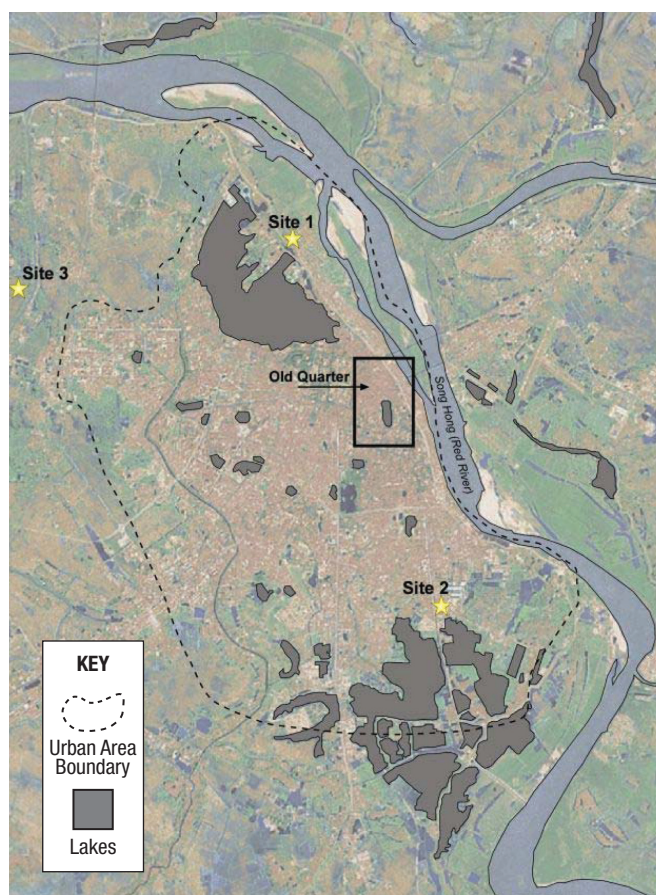 Site 1
Site 3
Old Quarter
Song Hong (Red River)
Site 2
KEY
Urban Area
Boundary
Lakes